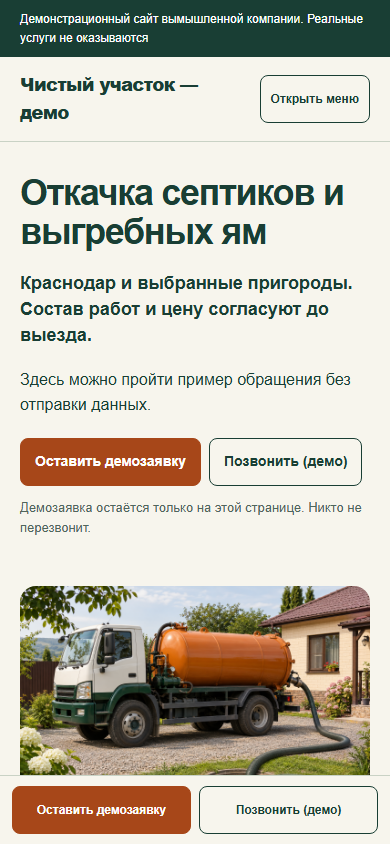 Демонстрационный сайт вымышленной компании. Реальные
услуги не оказываются
Чистый участок —
демо
Открыть меню
Откачка септиков и
выгребных ям
Краснодар и выбранные пригороды.
Состав работ и цену согласуют до
выезда.
Здесь можно пройти пример обращения без
отправки данных.
Оставить демозаявку
Позвонить (демо)
Демозаявка остаётся только на этой странице. Никто не
перезвонит.
Оставить демозаявку
Позвонить (демо)